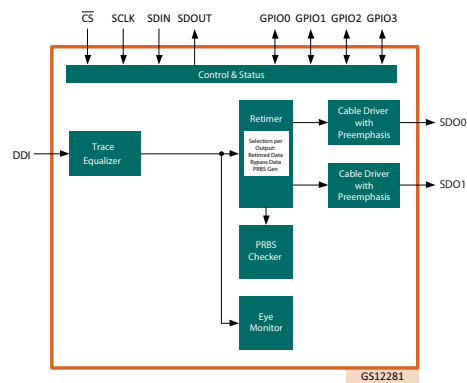 CS SCLK SDIN SDOUT GPIO0 GPIO1 GPIO2 GPIO3
Control & Status
Retimer
Selection per
Output:
Retimed Data
Bypass Data
PRBS Gen
Cable Driver
with
Preemphasis
SDO0
DDI
Trace
Equalizer
Cable Driver
with
Preemphasis
SDO1
PRBS
Checker
Eye
Monitor
GS12281